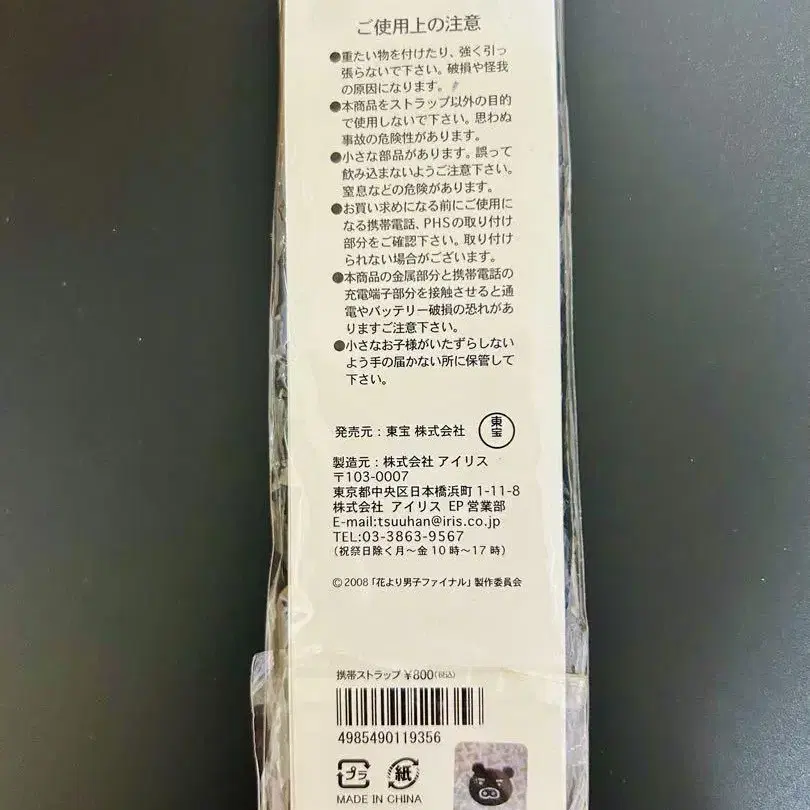 ご使用上の注意
●重たい物を付けたり、強く引っ
張らないで下さい。破損や怪我
の原因になります。
●本商品をストラップ以外の目的
で使用しないで下さい。思わぬ
事故の危険性があります。
●小さな部品があります。誤って
飲み込まないようご注意下さい。
窒息などの危険があります。
●お買い求めになる前にご使用に
なる携帯電話、PHSの取り付け
部分をご確認下さい。取り付け
られない場合がございます。
●本商品の金属部分と携帯電話の
充電端子部分を接触させると通
電やバッテリー破損の恐れがあ
りますご注意下さい。
●小さなお子様がいたずらしない
よう手の届かない所に保管して
下さい。
発売元：東宝 株式会社 東宝
製造元：株式会社 アイリス
〒103-0007
東京都中央区日本橋浜町 1-11-8
株式会社 アイリス EP 営業部
E-mail:tsuuhan@iris.co.jp
TEL:03-3863-9567
（祝祭日除く月～金 10 時～17 時）
©2008「花より男子ファイナル」製作委員会
携帯ストラップ ¥800(税込)
4985490119356
プラ 紙
MADE IN CHINA